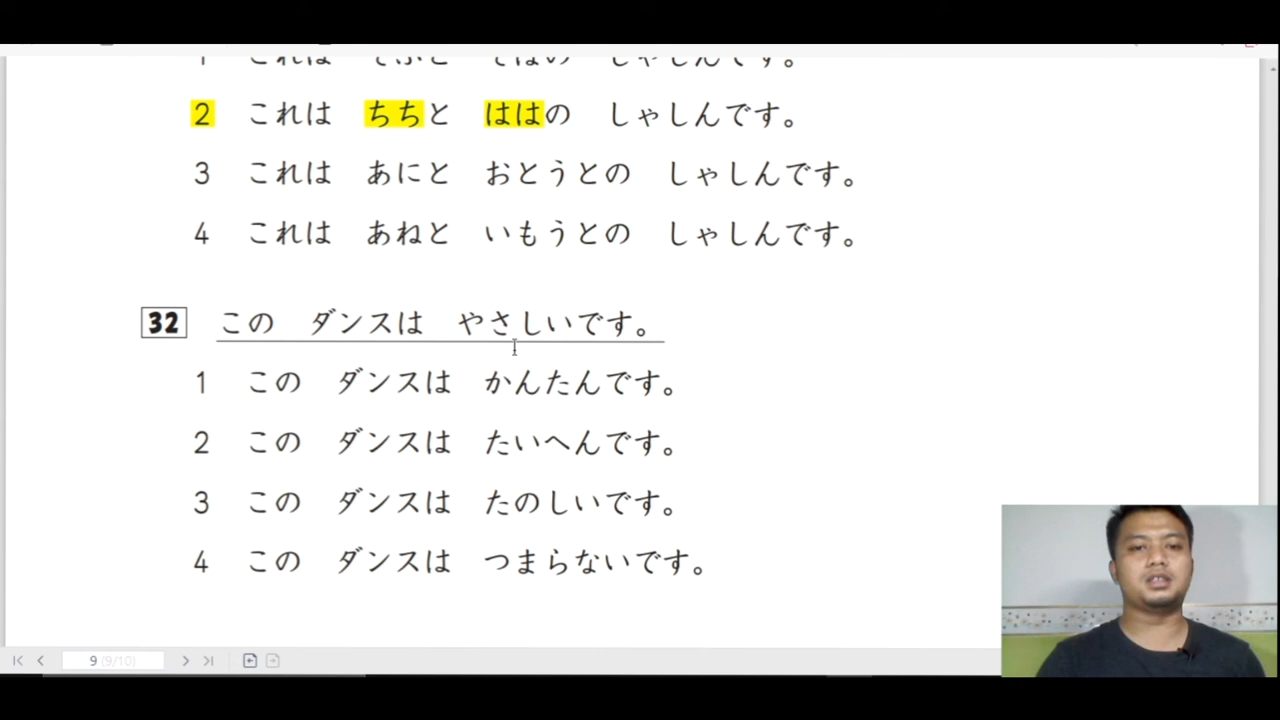 2 これは ちちと ははの しゃしんです。
3 これは あにと おとうとの しゃしんです。
4 これは あねと いもうとの しゃしんです。
32 この ダンスは やさしいです。
1 この ダンスは かんたんです。
2 この ダンスは たいへんです。
3 この ダンスは たのしいです。
4 この ダンスは つまらないです。
9 (9/10)